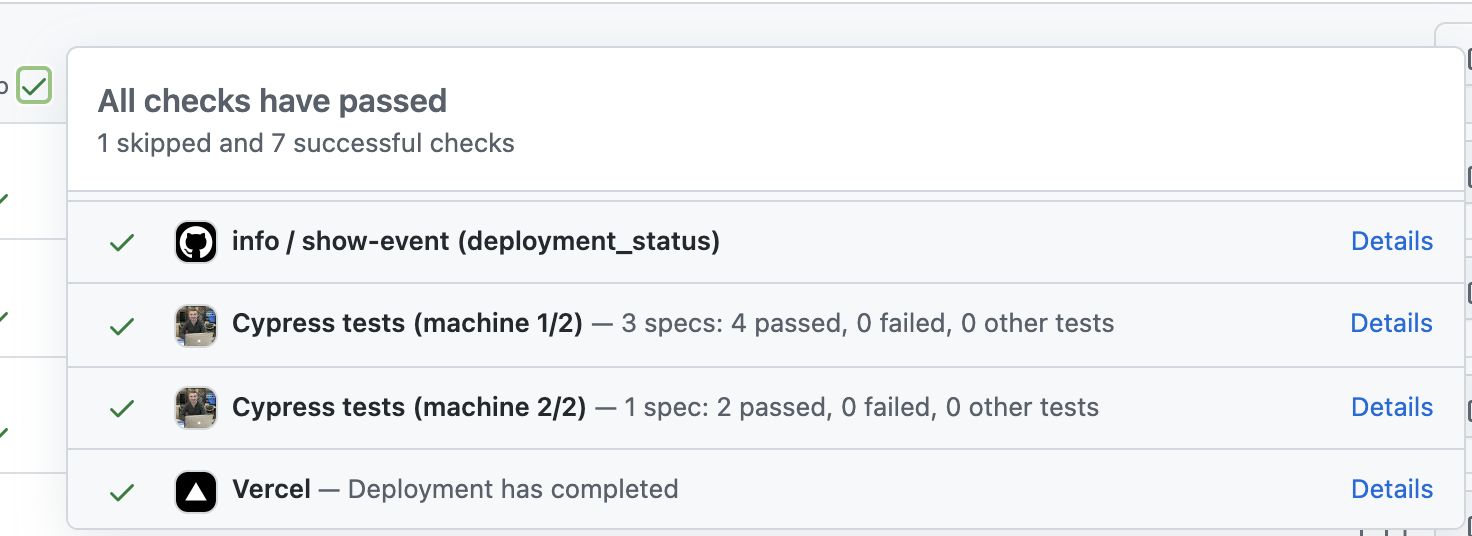 All checks have passed
1 skipped and 7 successful checks
info / show-event (deployment_status) Details
Cypress tests (machine 1/2) — 3 specs: 4 passed, 0 failed, 0 other tests Details
Cypress tests (machine 2/2) — 1 spec: 2 passed, 0 failed, 0 other tests Details
Vercel — Deployment has completed Details